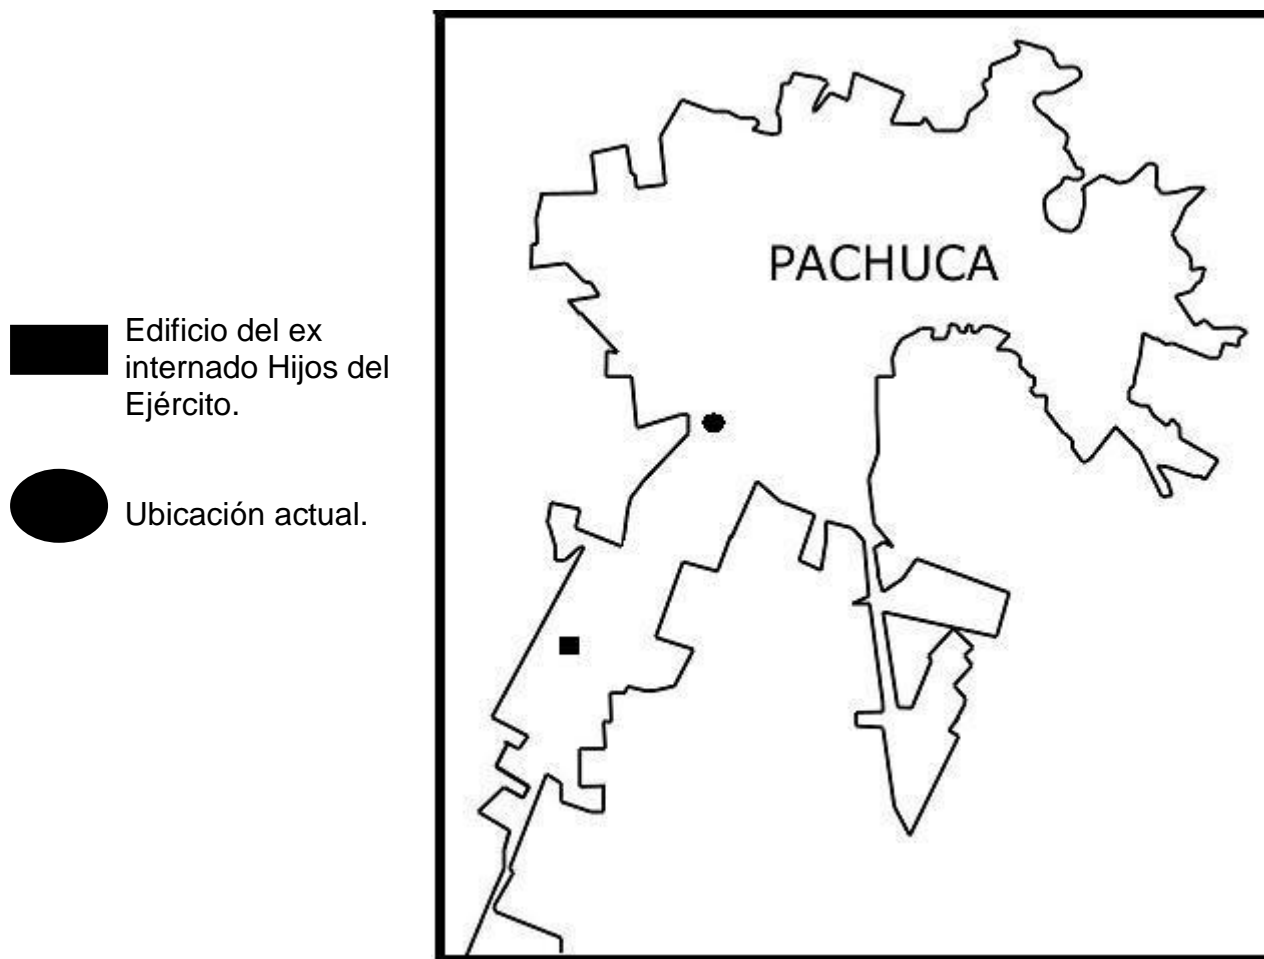 PACHUCA
Edificio del ex
internado Hijos del
Ejército.
Ubicación actual.